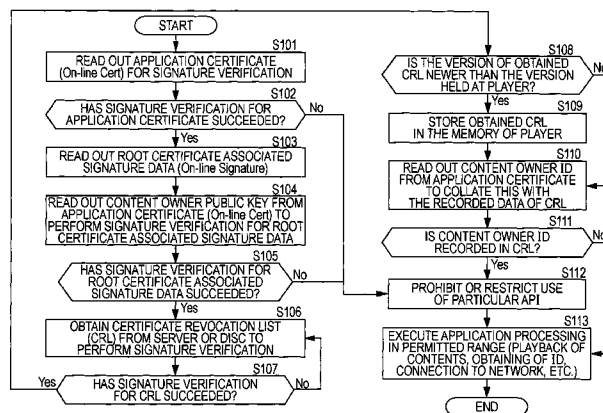 START
S101
READ OUT APPLICATION CERTIFICATE
(On-line Cert) FOR SIGNATURE VERIFICATION
S102
HAS SIGNATURE VERIFICATION FOR
APPLICATION CERTIFICATE SUCCEEDED?
No
Yes
S103
READ OUT ROOT CERTIFICATE ASSOCIATED
SIGNATURE DATA (On-line Signature)
S104
READ OUT CONTENT OWNER PUBLIC KEY FROM
APPLICATION CERTIFICATE (On-line Cert) TO
PERFORM SIGNATURE VERIFICATION FOR ROOT
CERTIFICATE ASSOCIATED SIGNATURE DATA
S105
HAS SIGNATURE VERIFICATION FOR
ROOT CERTIFICATE ASSOCIATED
SIGNATURE DATA SUCCEEDED?
No
Yes
S106
OBTAIN CERTIFICATE REVOCATION LIST
(CRL) FROM SERVER OR DISC TO
PERFORM SIGNATURE VERIFICATION
S107
Yes
HAS SIGNATURE VERIFICATION
FOR CRL SUCCEEDED?
No
S108
IS THE VERSION OF OBTAINED
CRL NEWER THAN THE VERSION
HELD AT PLAYER?
No
Yes
S109
STORE OBTAINED CRL
IN THE MEMORY OF PLAYER
S110
READ OUT CONTENT OWNER ID
FROM APPLICATION CERTIFICATE
TO COLLATE THIS WITH
THE RECORDED DATA OF CRL
S111
IS CONTENT OWNER ID
RECORDED IN CRL?
No
Yes
S112
PROHIBIT OR RESTRICT USE
OF PARTICULAR API
S113
EXECUTE APPLICATION PROCESSING
IN PERMITTED RANGE (PLAYBACK OF
CONTENTS, OBTAINING OF ID,
CONNECTION TO NETWORK, ETC.)
END